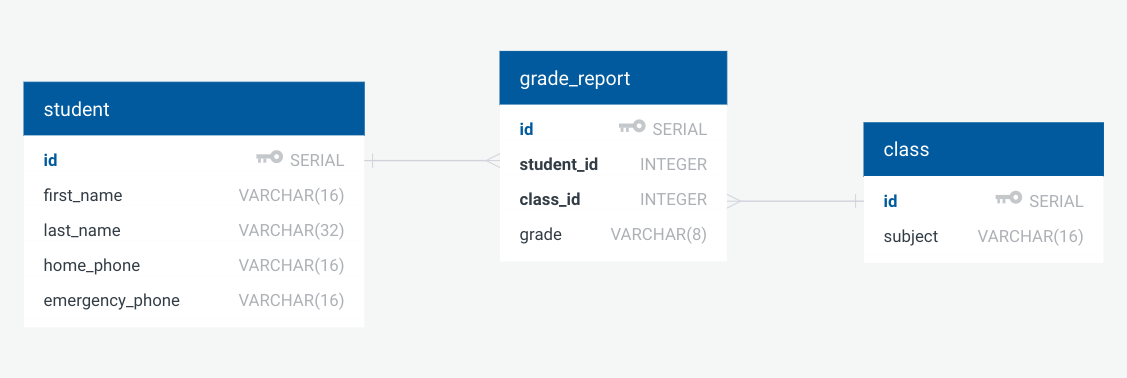 student
id SERIAL
first_name VARCHAR(16)
last_name VARCHAR(32)
home_phone VARCHAR(16)
emergency_phone VARCHAR(16)
grade_report
id SERIAL
student_id INTEGER
class_id INTEGER
grade VARCHAR(8)
class
id SERIAL
subject VARCHAR(16)